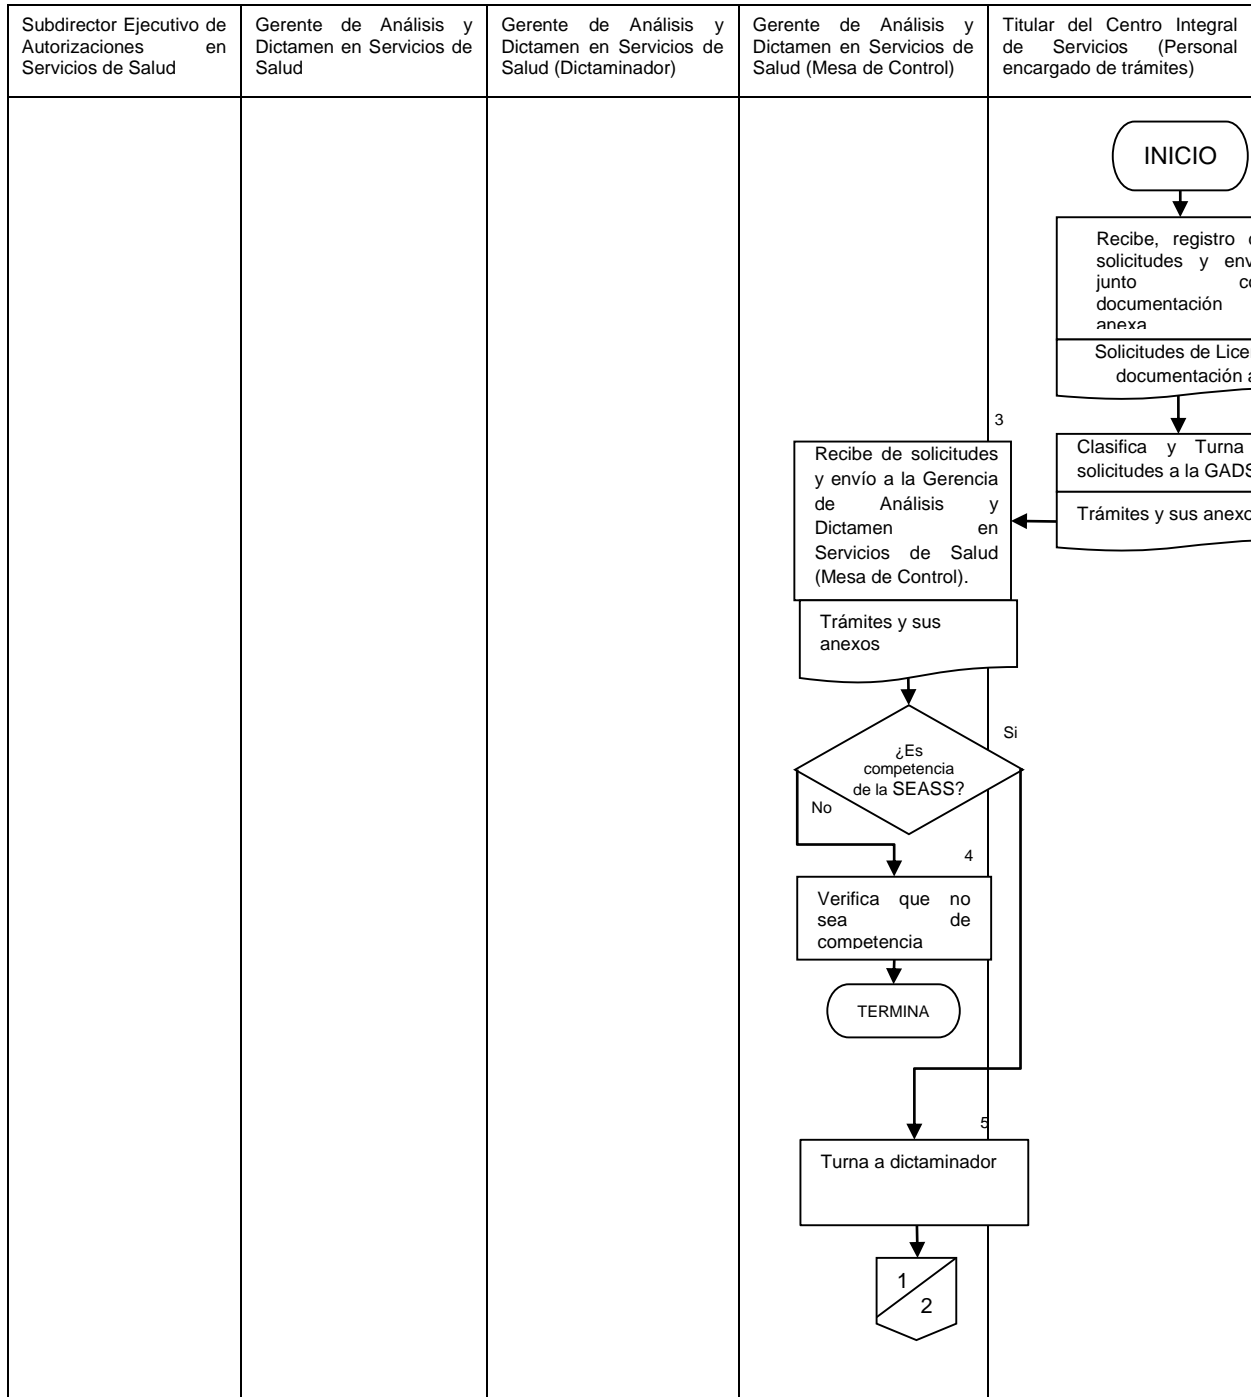 Subdirector Ejecutivo de
Autorizaciones en
Servicios de Salud
Gerente de Análisis y
Dictamen en Servicios de
Salud
Gerente de Análisis y
Dictamen en Servicios de
Salud (Dictaminador)
Gerente de Análisis y
Dictamen en Servicios de
Salud (Mesa de Control)
Titular del Centro Integral
de Servicios (Personal
encargado de trámites)
INICIO
Recibe, registro
solicitudes y
junto
documentación
anexa
Solicitudes de
documentación
Clasifica y Turna
solicitudes a la
Trámites y sus
3
Recibe de solicitudes
y envío a la Gerencia
de Análisis y
Dictamen en
Servicios de Salud
(Mesa de Control).
Trámites y sus
anexos
¿Es
competencia
de la SEASS?
Si
No
4
Verifica que no
sea de
competencia
TERMINA
5
Turna a dictaminador
1
2